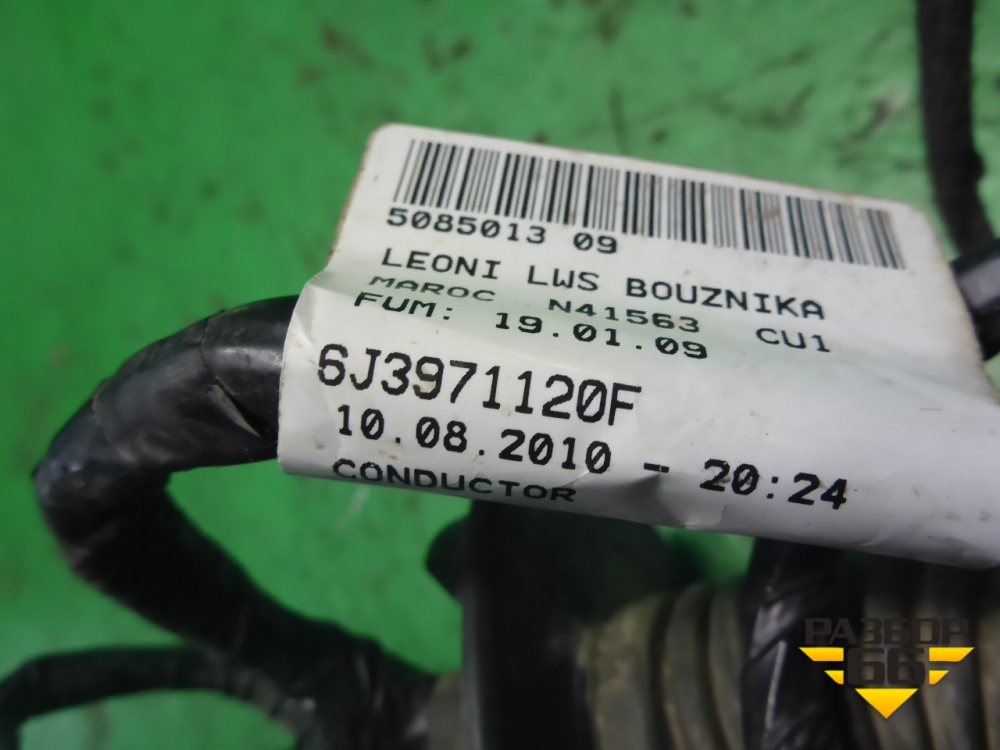 5085013 09
LEONI LWS BOUZNIKA
MAROC N41563 CU1
FUM: 19.01.09
6J3971120F
10.08.2010 - 20:24
CONDUCTOR
РАЗБОР
66